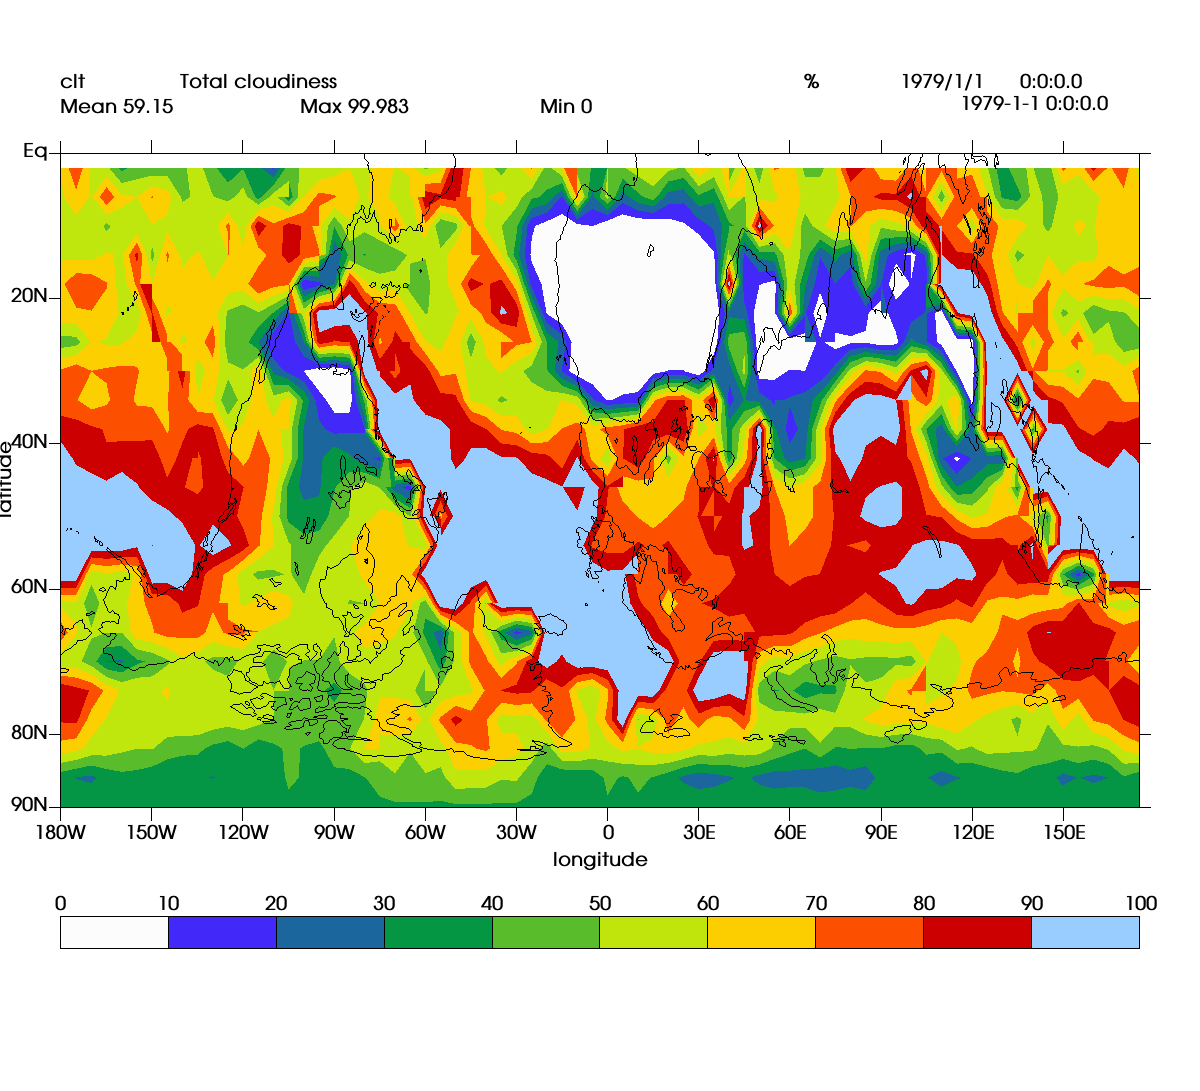 clt Total cloudiness % 1979/1/1 0:0:0.0
Mean 59.15 Max 99.983 Min 0 1979-1-1 0:0:0.0
Eq
20N
40N
latitude
60N
80N
90N
180W 150W 120W 90W 60W 30W 0 30E 60E 90E 120E 150E
longitude
0 10 20 30 40 50 60 70 80 90 100